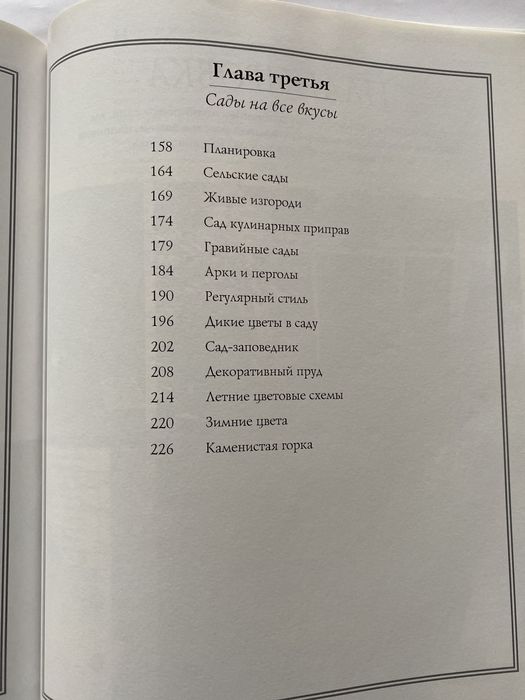 Глава третья
Сады на все вкусы
158 Планировка
164 Сельские сады
169 Живые изгороди
174 Сад кулинарных приправ
179 Гравийные сады
184 Арки и перголы
190 Регулярный стиль
196 Дикие цветы в саду
202 Сад-заповедник
208 Декоративный пруд
214 Летние цветовые схемы
220 Зимние цвета
226 Каменистая горка